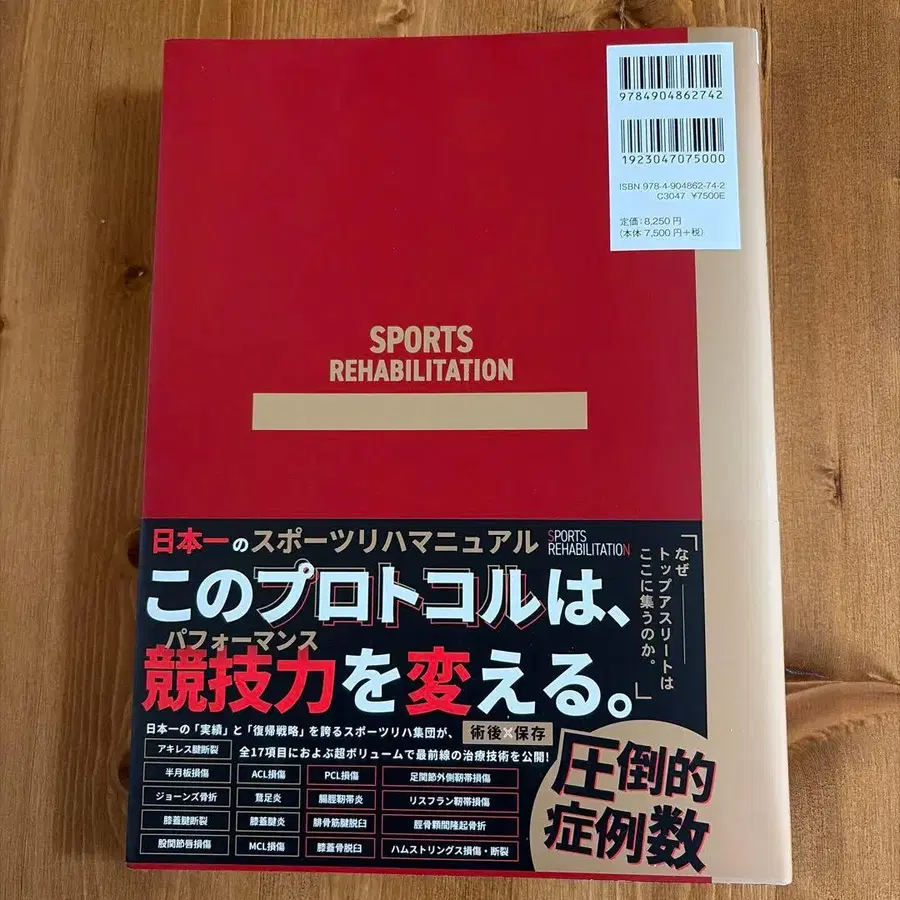 9784904862742
1923047075000
ISBN 978-4-904862-74-2
C3047 ¥7500E
定価：8,250円
（本体 7,500円＋税）
SPORTS
REHABILITATION
日本一のスポーツリハマニュアル
SPORTS
REHABILITATION
「なぜ
トップアスリートは
ここに集うのか。」
このプロトコルは、
パフォーマンス
競技力を変える。
日本一の「実績」と「復帰戦略」を誇るスポーツリハ集団が、
術後×保存
全17項目におよぶ超ボリュームで最前線の治療技術を公開！
アキレス腱断裂
半月板損傷
ACL損傷
PCL損傷
足関節外側靭帯損傷
ジョーンズ骨折
鵞足炎
腸脛靭帯炎
リスフラン靭帯損傷
膝蓋腱断裂
膝蓋腱炎
腓骨筋腱脱臼
脛骨顆間隆起骨折
股関節唇損傷
MCL損傷
膝蓋骨脱臼
ハムストリングス損傷・断裂
圧倒的
症例数